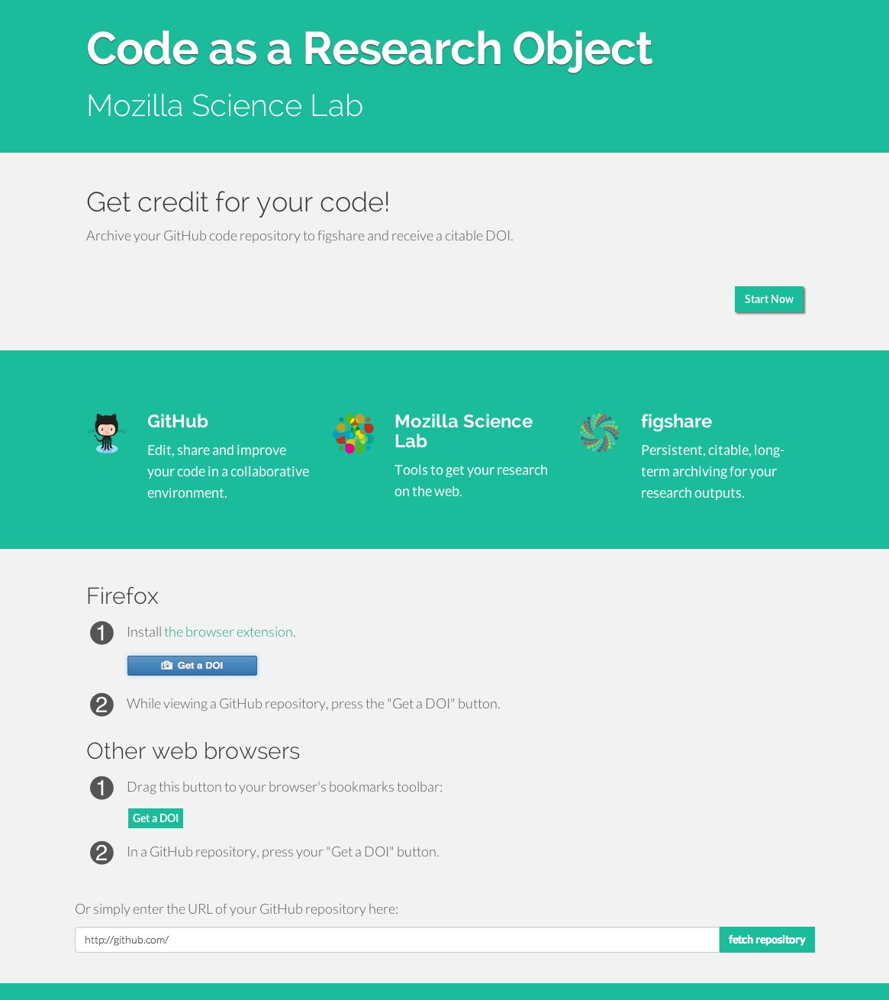 Code as a Research Object
Mozilla Science Lab
Get credit for your code!
Archive your GitHub code repository to figshare and receive a citable DOI.
Start Now
GitHub
Edit, share and improve
your code in a collaborative
environment.
Mozilla Science
Lab
Tools to get your research
on the web.
figshare
Persistent, citable, long-
term archiving for your
research outputs.
Firefox
1 Install the browser extension.
Get a DOI
2 While viewing a GitHub repository, press the "Get a DOI" button.
Other web browsers
1 Drag this button to your browser's bookmarks toolbar:
Get a DOI
2 In a GitHub repository, press your "Get a DOI" button.
Or simply enter the URL of your GitHub repository here:
http://github.com/ fetch repository